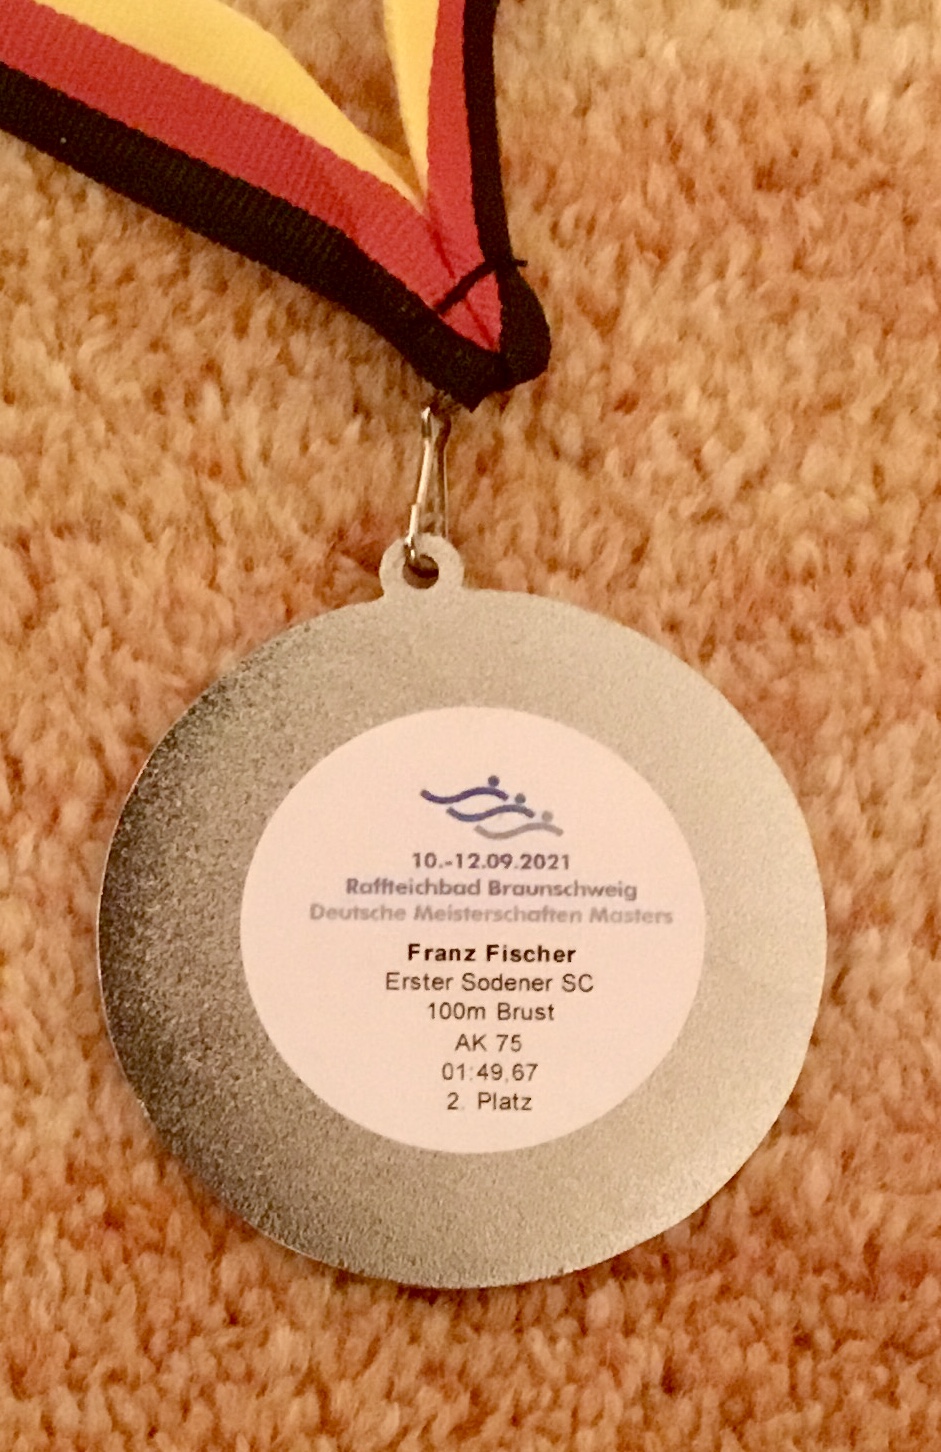 10.-12.09.2021
Raffteichbad Braunschweig
Deutsche Meisterschaften Masters
Franz Fischer
Erster Sodener SC
100m Brust
AK 75
01:49,67
2. Platz